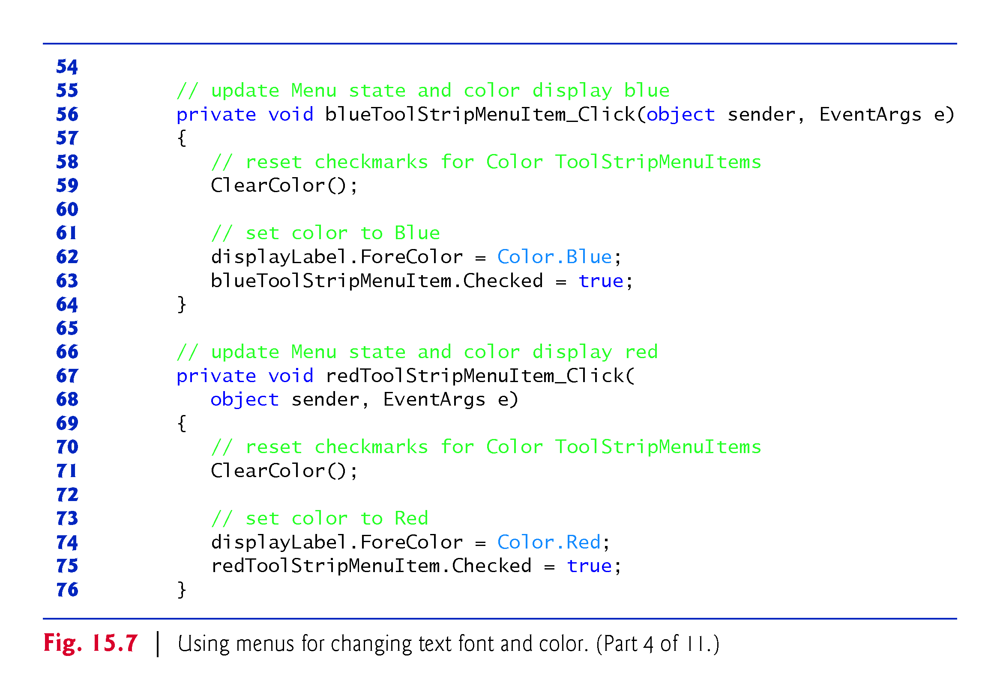 54
55 // update Menu state and color display blue
56 private void blueToolStripMenuItem_Click(object sender, EventArgs e)
57 {
58 // reset checkmarks for Color ToolStripMenuItems
59 ClearColor();
60
61 // set color to Blue
62 displayLabel.ForeColor = Color.Blue;
63 blueToolStripMenuItem.Checked = true;
64 }
65
66 // update Menu state and color display red
67 private void redToolStripMenuItem_Click(
68 object sender, EventArgs e)
69 {
70 // reset checkmarks for Color ToolStripMenuItems
71 ClearColor();
72
73 // set color to Red
74 displayLabel.ForeColor = Color.Red;
75 redToolStripMenuItem.Checked = true;
76 }
Fig. 15.7 | Using menus for changing text font and color. (Part 4 of 11.)